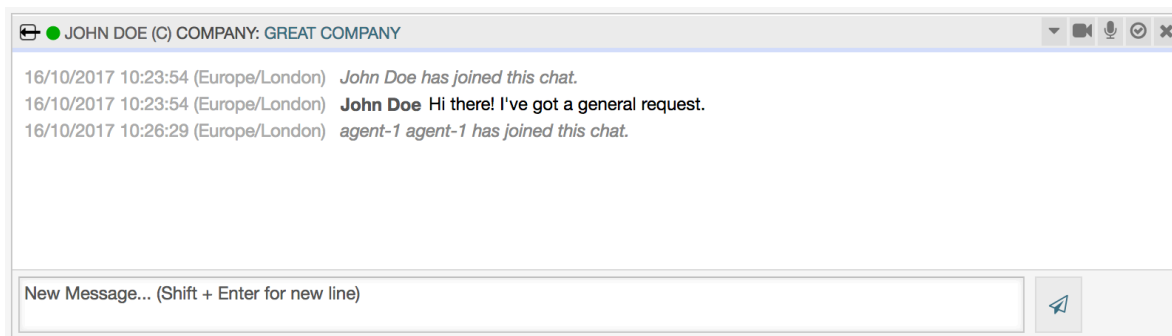 JOHN DOE (C) COMPANY: GREAT COMPANY
16/10/2017 10:23:54 (Europe/London) John Doe has joined this chat.
16/10/2017 10:23:54 (Europe/London) John Doe Hi there! I've got a general request.
16/10/2017 10:26:29 (Europe/London) agent-1 agent-1 has joined this chat.
New Message... (Shift + Enter for new line)